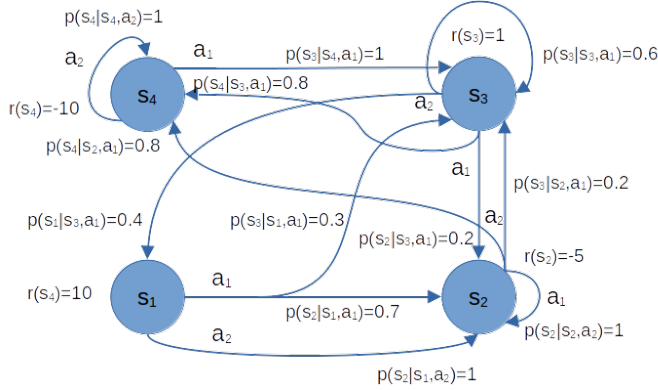 p(s₄|s₄,a₂)=1
a₂
a₁
p(s₃|s₄,a₁)=1
r(s₃)=1
p(s₃|s₃,a₁)=0.6
s₄
p(s₄|s₃,a₁)=0.8
a₂
s₃
r(s₄)=-10
p(s₄|s₂,a₁)=0.8
a₁
p(s₃|s₂,a₁)=0.2
p(s₁|s₃,a₁)=0.4
p(s₃|s₁,a₁)=0.3
a₂
p(s₂|s₃,a₁)=0.2
r(s₂)=-5
r(s₄)=10
s₁
a₁
s₂
a₁
p(s₂|s₁,a₁)=0.7
p(s₂|s₂,a₂)=1
a₂
p(s₂|s₁,a₂)=1